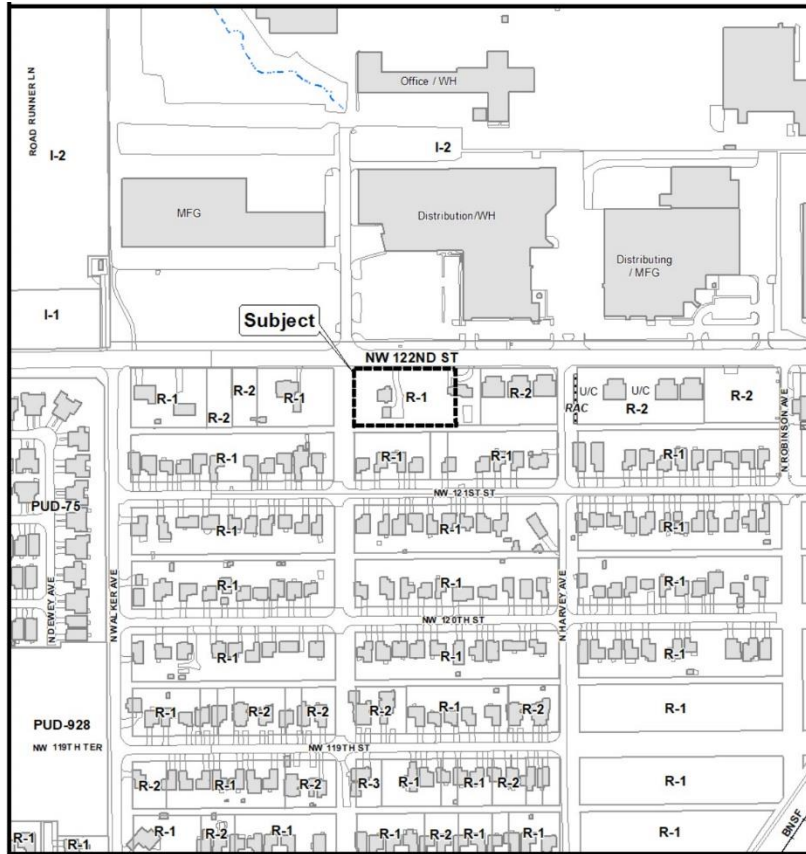 ROAD RUNNER LN
I-2
Office / WH
I-2
MFG
Distribution/WH
Distributing
/ MFG
I-1
Subject
NW 122ND ST
R-1
R-2
R-2
R-1
R-1
R-2
U/C
U/C
RAC
R-2
R-2
N ROBINSON AVE
R-1
R-1
R-1
R-1
NW 121ST ST
PUD-75
R-1
R-1
R-1
N DEWEY AVE
N WALKER AVE
R-1
R-1
N HARVEY AVE
R-1
NW 120TH ST
R-1
R-1
R-1
PUD-928
NW 119TH TER
R-1
R-2
R-2
R-2
R-1
R-2
R-1
NW 119TH ST
R-2
R-1
R-2
R-3
R-1
R-1
R-2
R-1
R-1
R-1
R-1
R-2
R-1
R-1
R-2
R-1
R-1
R-1
BNSF